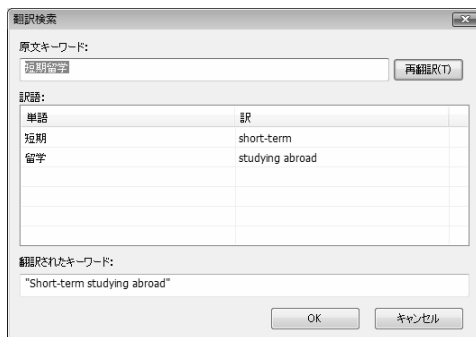 翻訳検索
原文キーワード:
短期留学
再翻訳(T)
訳語:
単語 訳
短期 short-term
留学 studying abroad
翻訳されたキーワード:
"Short-term studying abroad"
OK キャンセル